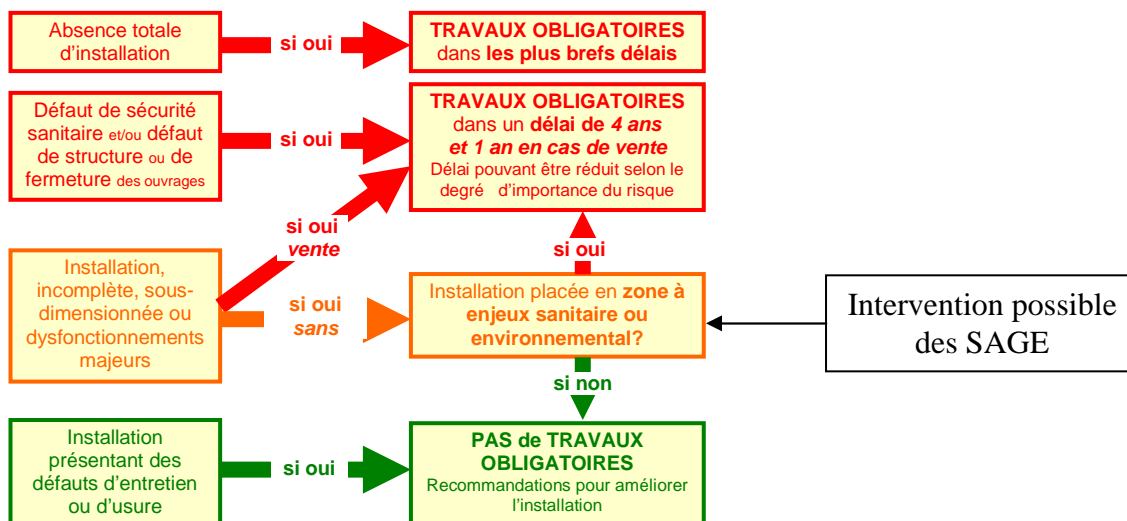 Absence totale
d'installation
si oui
TRAVAUX OBLIGATOIRES
dans les plus brefs délais
Défaut de sécurité
sanitaire et/ou défaut
de structure ou de
fermeture des ouvrages
si oui
TRAVAUX OBLIGATOIRES
dans un délai de 4 ans
et 1 an en cas de vente
Délai pouvant être réduit selon le
degré d'importance du risque
si oui
vente
si oui
Installation,
incomplète, sous-
dimensionnée ou
dysfonctionnements
majeurs
si oui
sans
Installation placée en zone à
enjeux sanitaire ou
environnemental?
Intervention possible
des SAGE
si non
Installation
présentant des
défauts d'entretien
ou d'usure
si oui
PAS de TRAVAUX
OBLIGATOIRES
Recommandations pour améliorer
l'installation